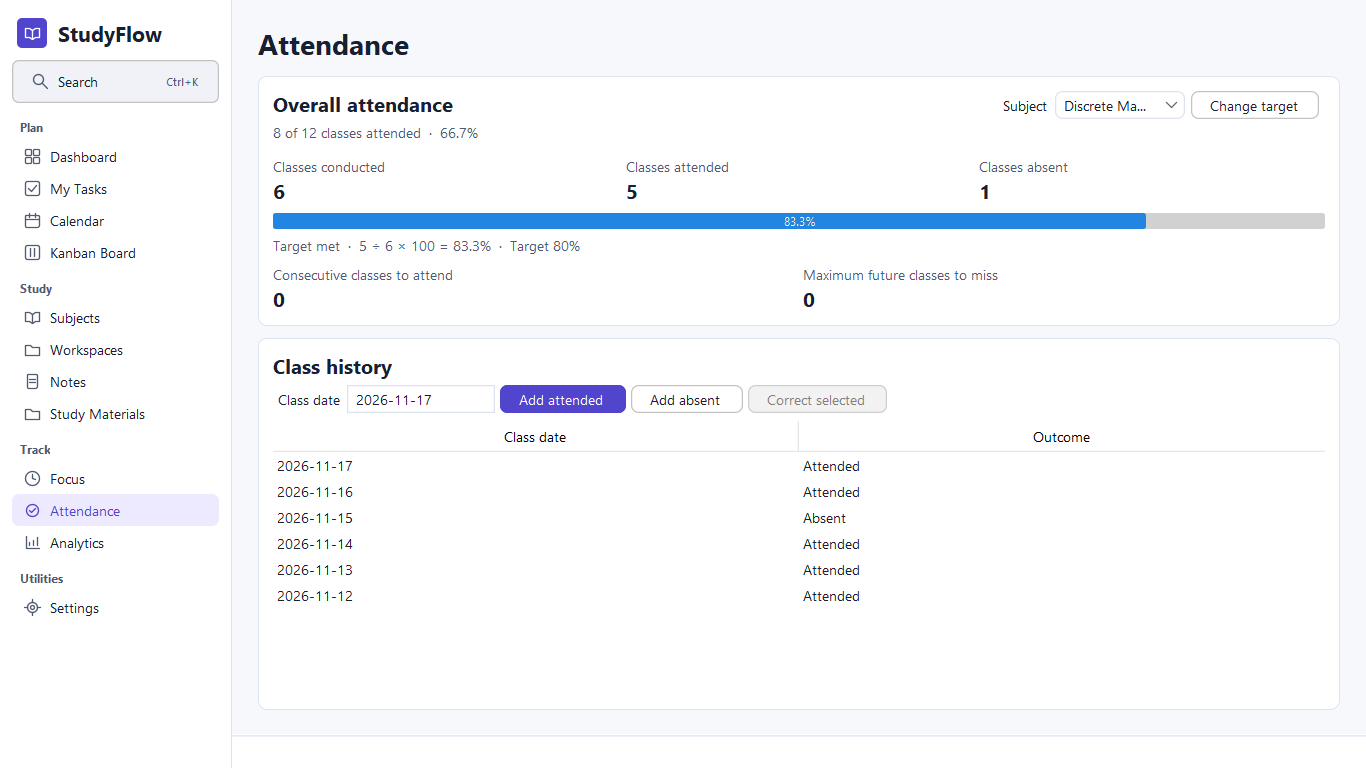 StudyFlow
Search Ctrl+K
Plan
Dashboard
My Tasks
Calendar
Kanban Board
Study
Subjects
Workspaces
Notes
Study Materials
Track
Focus
Attendance
Analytics
Utilities
Settings
Attendance
Overall attendance
Subject Discrete Ma... Change target
8 of 12 classes attended · 66.7%
Classes conducted Classes attended Classes absent
6 5 1
83.3%
Target met · 5 ÷ 6 × 100 = 83.3% · Target 80%
Consecutive classes to attend Maximum future classes to miss
0 0
Class history
Class date 2026-11-17 Add attended Add absent Correct selected
Class date Outcome
2026-11-17 Attended
2026-11-16 Attended
2026-11-15 Absent
2026-11-14 Attended
2026-11-13 Attended
2026-11-12 Attended